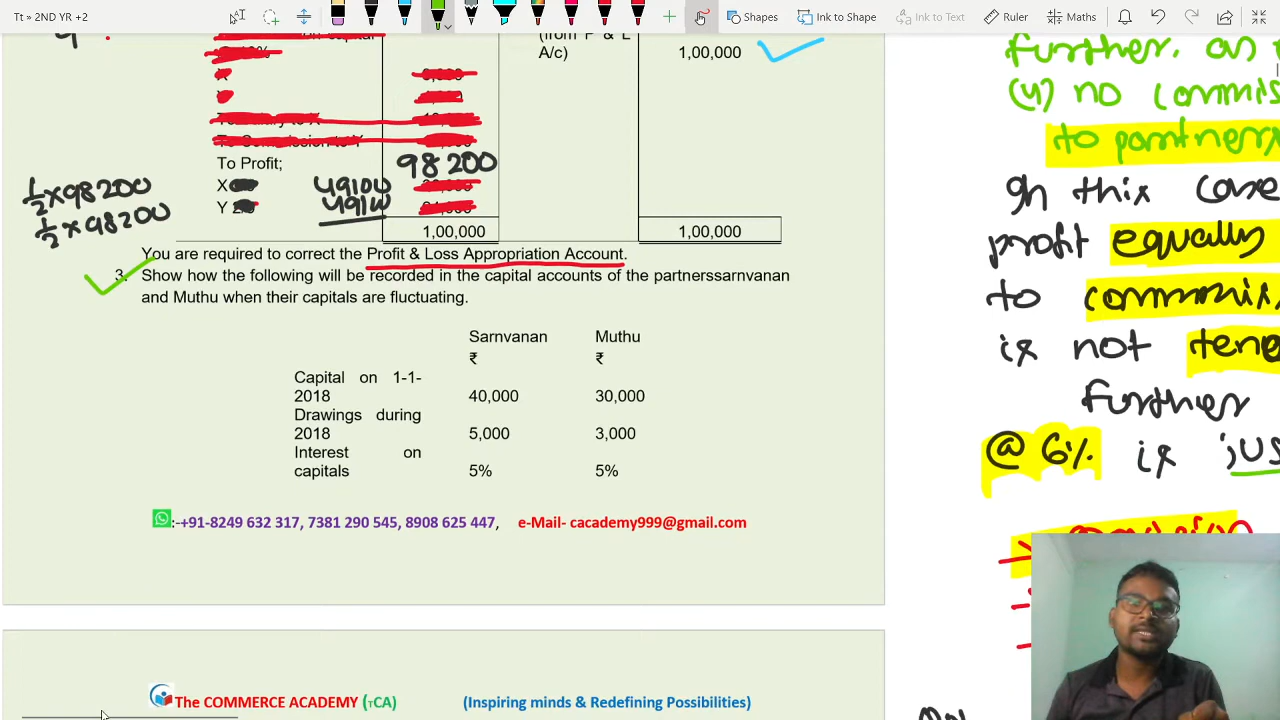 Tt » 2ND YR +2
Shapes
Ink to Shape
Ink to Text
Ruler
Maths
(from P & L
A/c)
1,00,000
To Profit;
98200
X 49100
Y
1,00,000
1,00,000
½×98200
½×98200
You are required to correct the Profit & Loss Appropriation Account.
3. Show how the following will be recorded in the capital accounts of the partnerssarnvanan
and Muthu when their capitals are fluctuating.
Sarnvanan Muthu
₹ ₹
Capital on 1-1-
2018 40,000 30,000
Drawings during
2018 5,000 3,000
Interest on
capitals 5% 5%
:-+91-8249 632 317, 7381 290 545, 8908 625 447, e-Mail- cacademy999@gmail.com
The COMMERCE ACADEMY (TCA) (Inspiring minds & Redefining Possibilities)
further. as
(4) no commis
to partners
In this case
profit equally
to commis
is not tene
further
@ 6% is jus